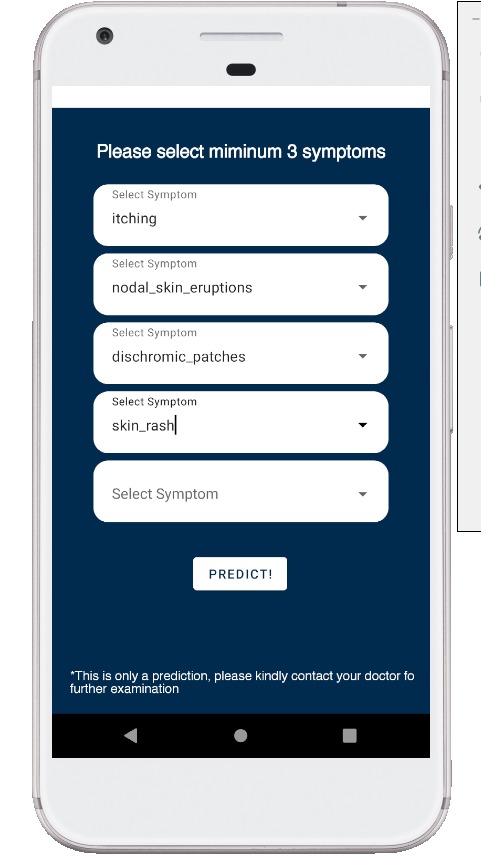 Please select miminum 3 symptoms
Select Symptom
itching
Select Symptom
nodal_skin_eruptions
Select Symptom
dischromic_patches
Select Symptom
skin_rash
Select Symptom
PREDICT!
*This is only a prediction, please kindly contact your doctor fo
further examination